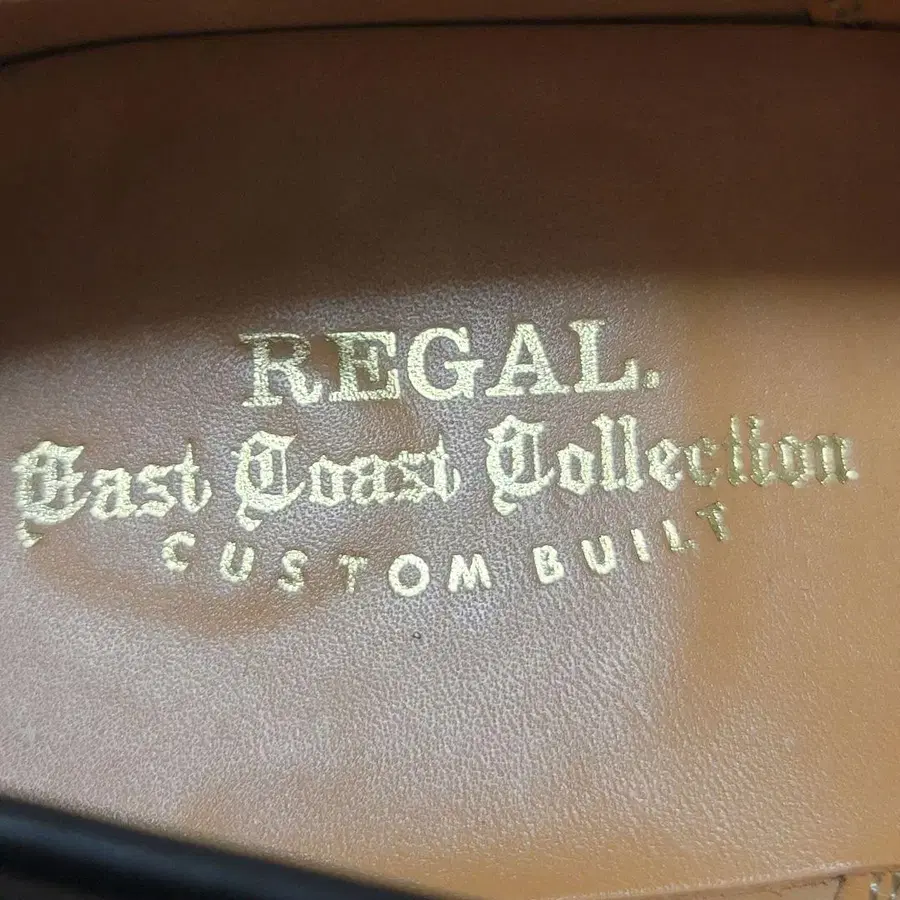 REGAL.
East Coast Collection
CUSTOM BUILT